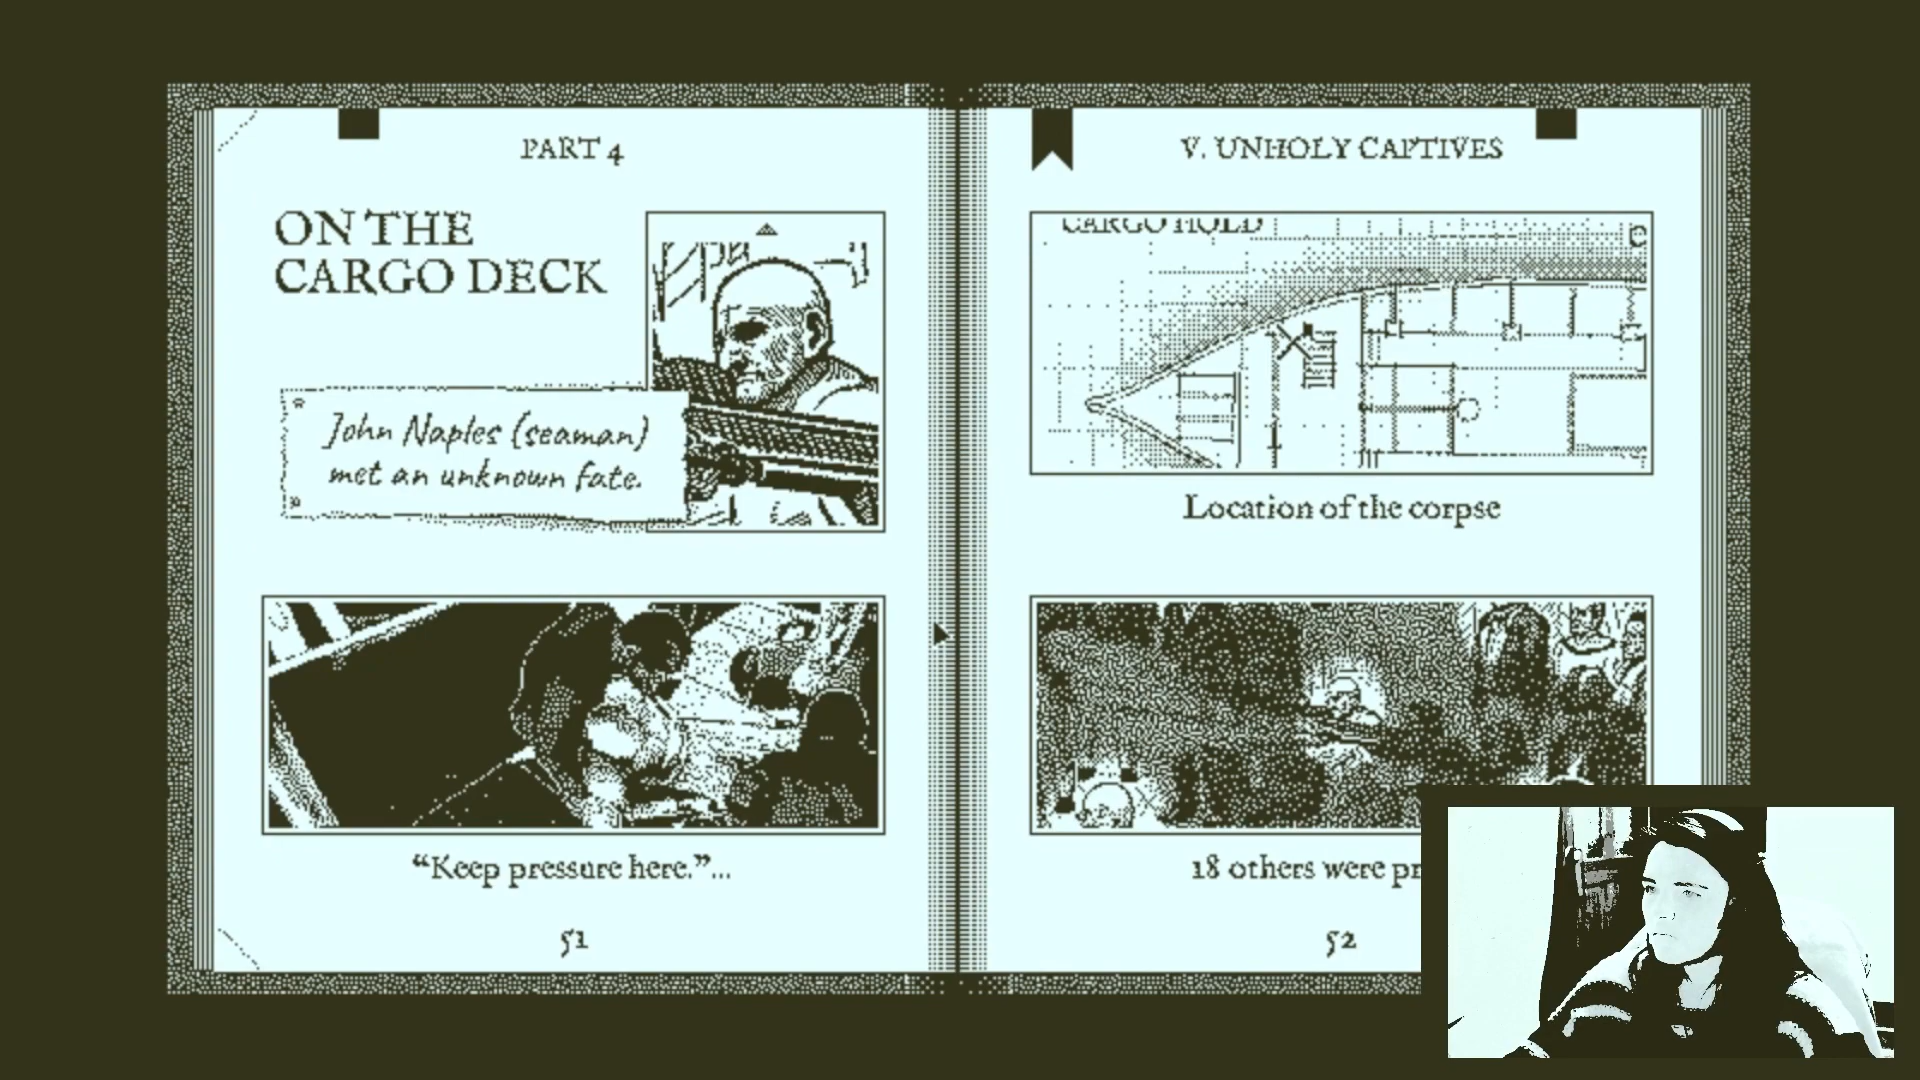 PART 4
ON THE
CARGO DECK
John Naples (seaman)
met an unknown fate.
"Keep pressure here."...
51
V. UNHOLY CAPTIVES
CARGO HOLD
Location of the corpse
18 others were
52